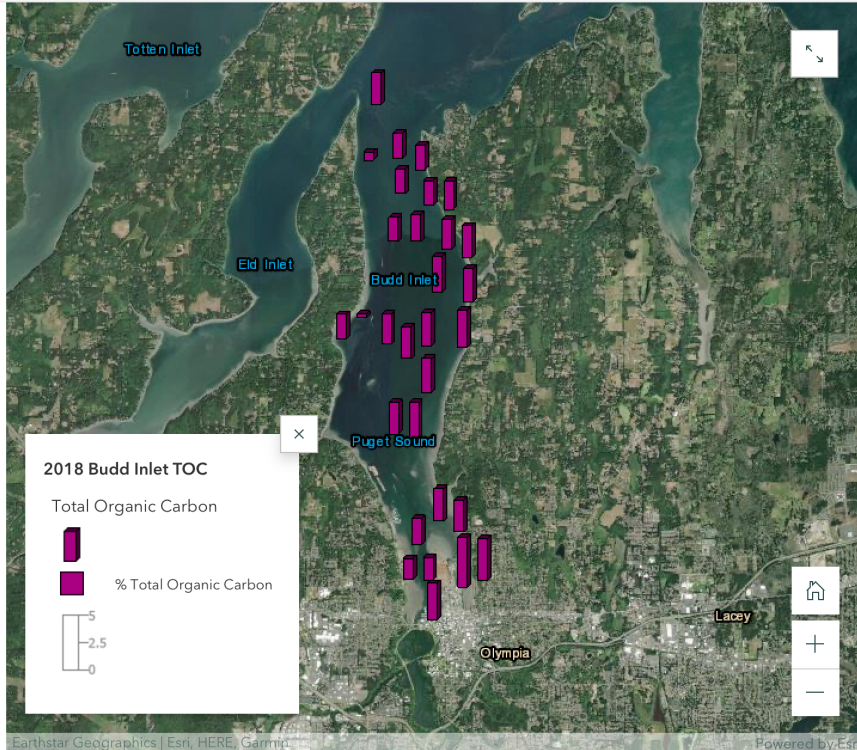 Totten Inlet
Eld Inlet
Budd Inlet
Puget Sound
2018 Budd Inlet TOC
Total Organic Carbon
% Total Organic Carbon
5
2.5
0
Lacey
Olympia
Earthstar Geographics | Esri, HERE, Garmin
Powered by Esr